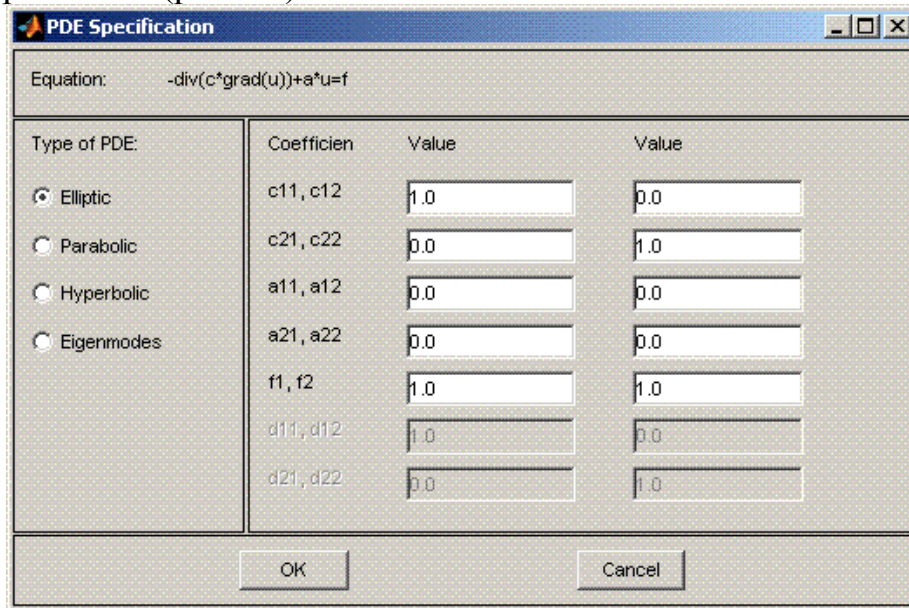 PDE Specification
Equation: -div(c*grad(u))+a*u=f
Type of PDE: Coefficien Value Value
Elliptic c11, c12 1.0 0.0
Parabolic c21, c22 0.0 1.0
Hyperbolic a11, a12 0.0 0.0
Eigenmodes a21, a22 0.0 0.0
f1, f2 1.0 1.0
d11, d12 1.0 0.0
d21, d22 0.0 1.0
OK Cancel